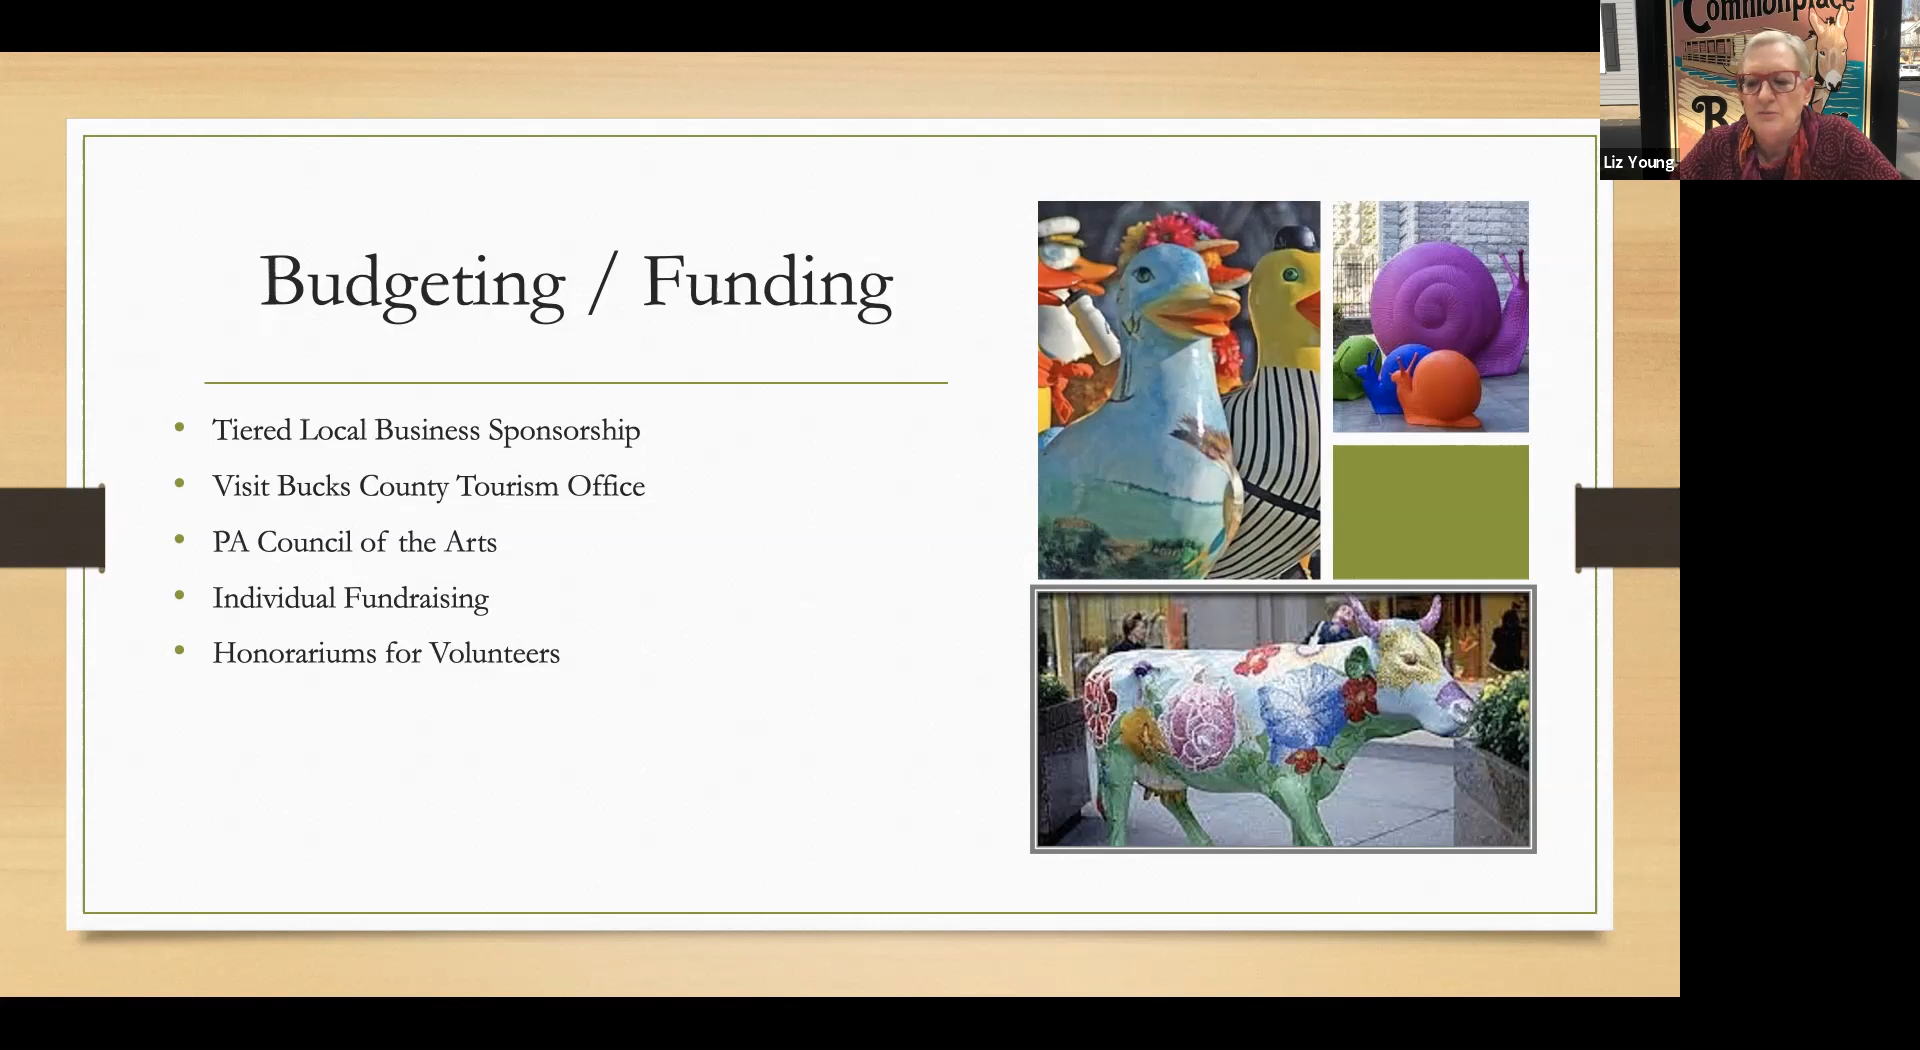 Commonplace
R
Liz Young
Budgeting / Funding
Tiered Local Business Sponsorship
Visit Bucks County Tourism Office
PA Council of the Arts
Individual Fundraising
Honorariums for Volunteers